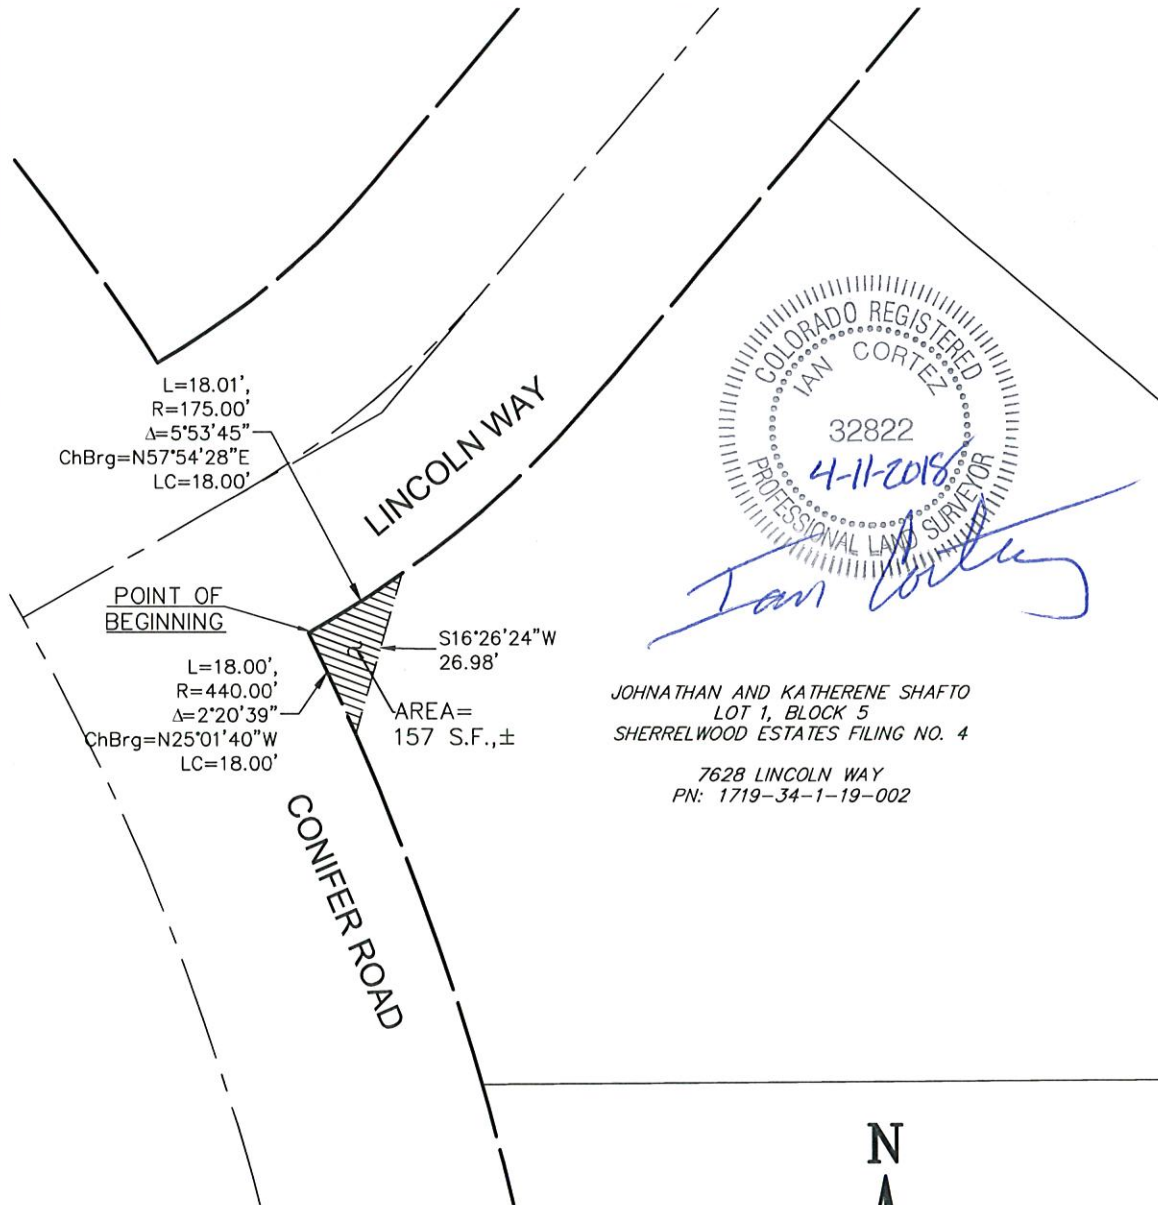 L=18.01',
R=175.00'
Δ=5°53'45"
ChBrg=N57°54'28"E
LC=18.00'
LINCOLN WAY
POINT OF
BEGINNING
L=18.00',
R=440.00'
Δ=2°20'39"
ChBrg=N25°01'40"W
LC=18.00'
S16°26'24"W
26.98'
AREA=
157 S.F.,±
CONIFER ROAD
COLORADO REGISTERED
IAN CORTEZ
32822
4-11-2018
PROFESSIONAL LAND SURVEYOR
Ian Cortez
JOHNATHAN AND KATHERENE SHAFTO
LOT 1, BLOCK 5
SHERRELWOOD ESTATES FILING NO. 4
7628 LINCOLN WAY
PN: 1719-34-1-19-002
N